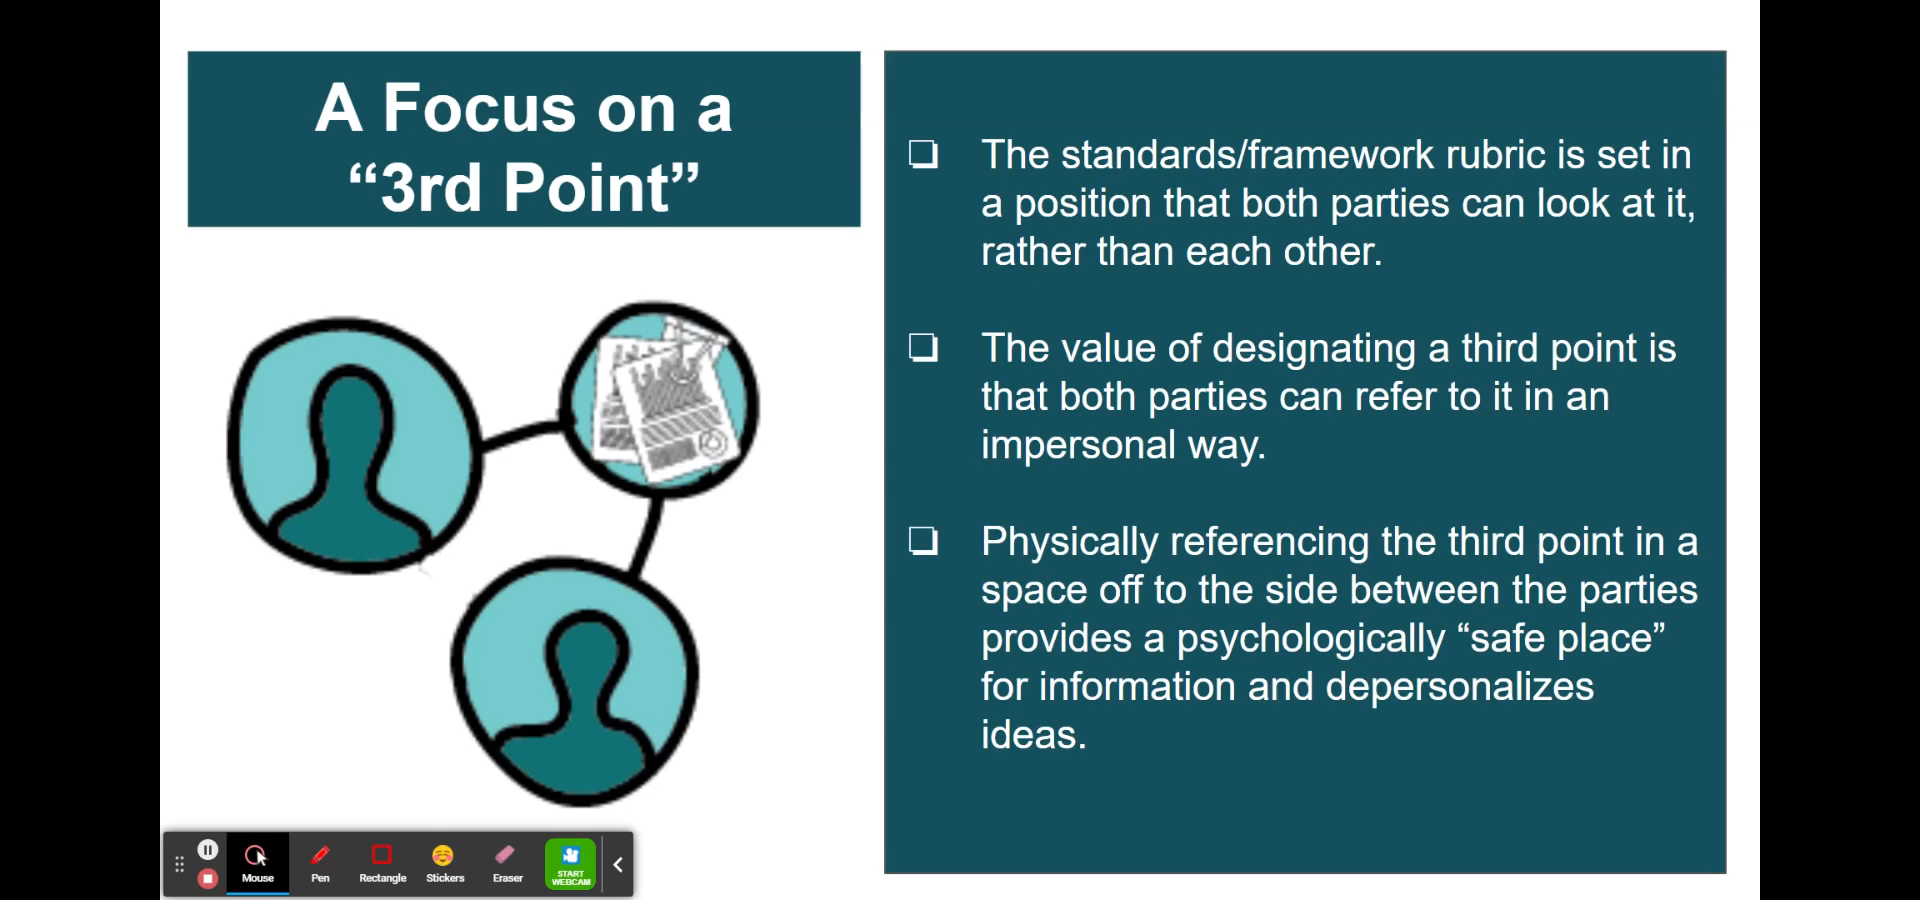 A Focus on a
“3rd Point”
❏ The standards/framework rubric is set in
a position that both parties can look at it,
rather than each other.
❏ The value of designating a third point is
that both parties can refer to it in an
impersonal way.
❏ Physically referencing the third point in a
space off to the side between the parties
provides a psychologically “safe place”
for information and depersonalizes
ideas.
Mouse
Pen
Rectangle
Stickers
Eraser
START
WEBCAM